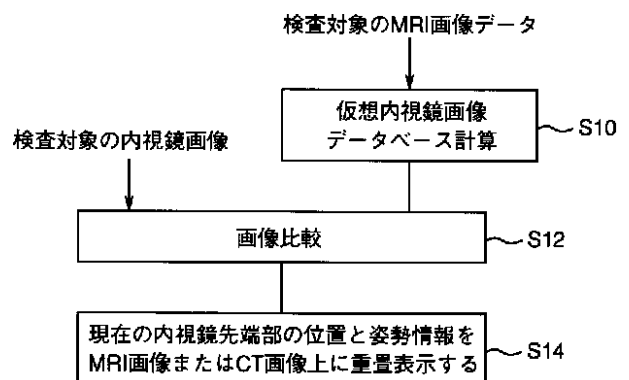 検査対象のMRI画像データ
仮想内視鏡画像
データベース計算
S10
検査対象の内視鏡画像
画像比較
S12
現在の内視鏡先端部の位置と姿勢情報を
MRI画像またはCT画像上に重畳表示する
S14